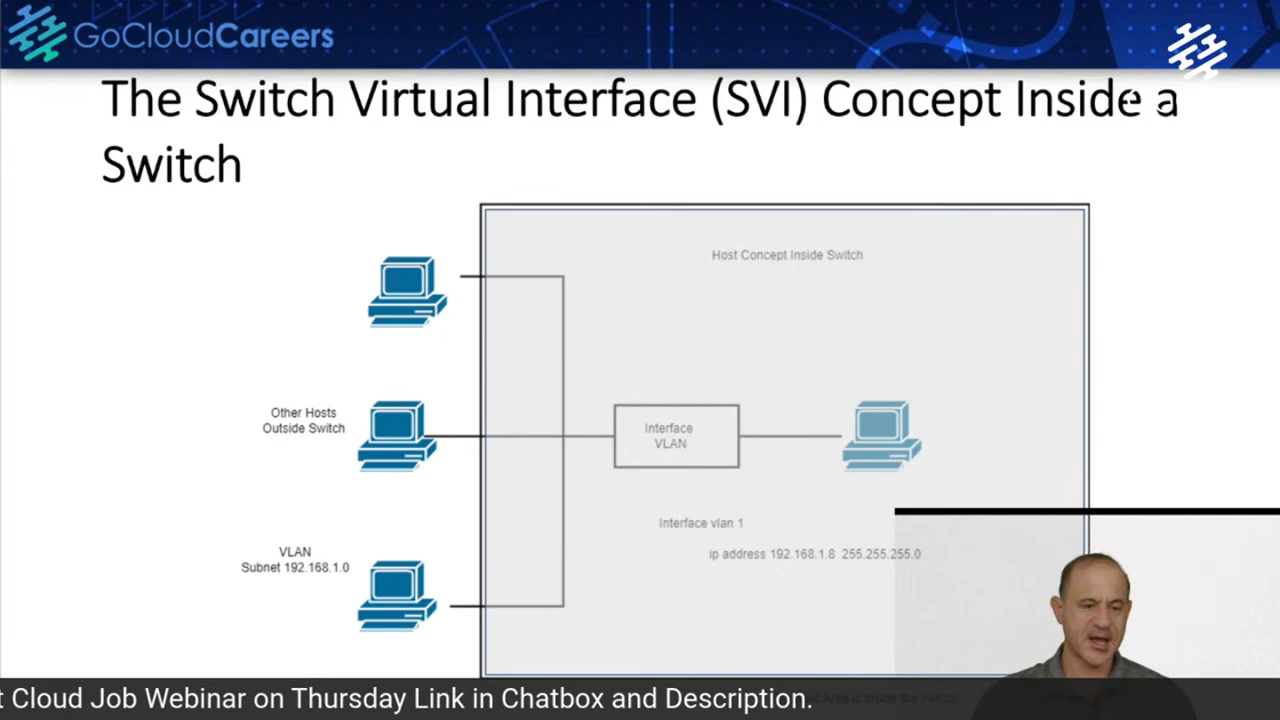 GoCloudCareers
The Switch Virtual Interface (SVI) Concept Inside a
Switch
Host Concept Inside Switch
Other Hosts
Outside Switch
Interface
VLAN
Interface vlan 1
VLAN
Subnet 192.168.1.0
ip address 192.168.1.8 255.255.255.0
t Cloud Job Webinar on Thursday Link in Chatbox and Description.